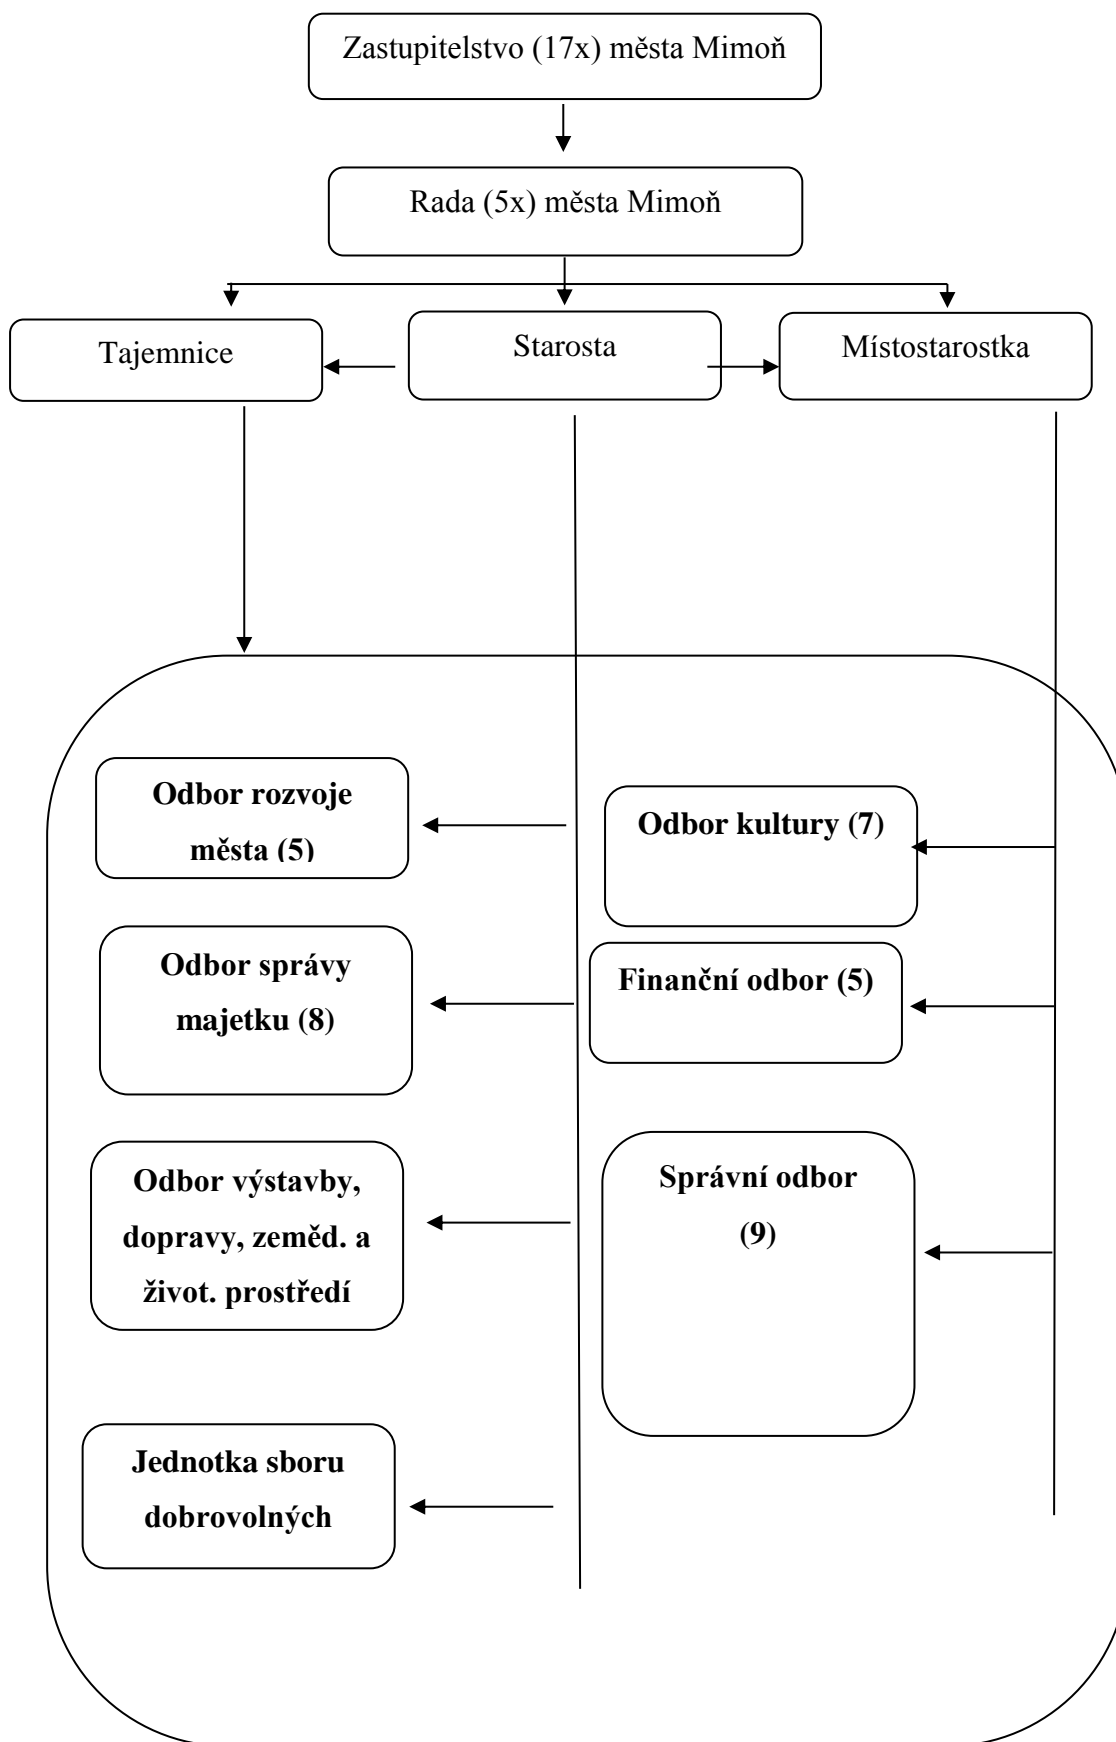 Zastupitelstvo (17x) města Mimoň
Rada (5x) města Mimoň
Tajemnice
Starosta
Místostarostka
Odbor rozvoje
města (5)
Odbor kultury (7)
Odbor správy
majetku (8)
Finanční odbor (5)
Odbor výstavby,
dopravy, zeměd. a
život. prostředí
Správní odbor
(9)
Jednotka sboru
dobrovolných